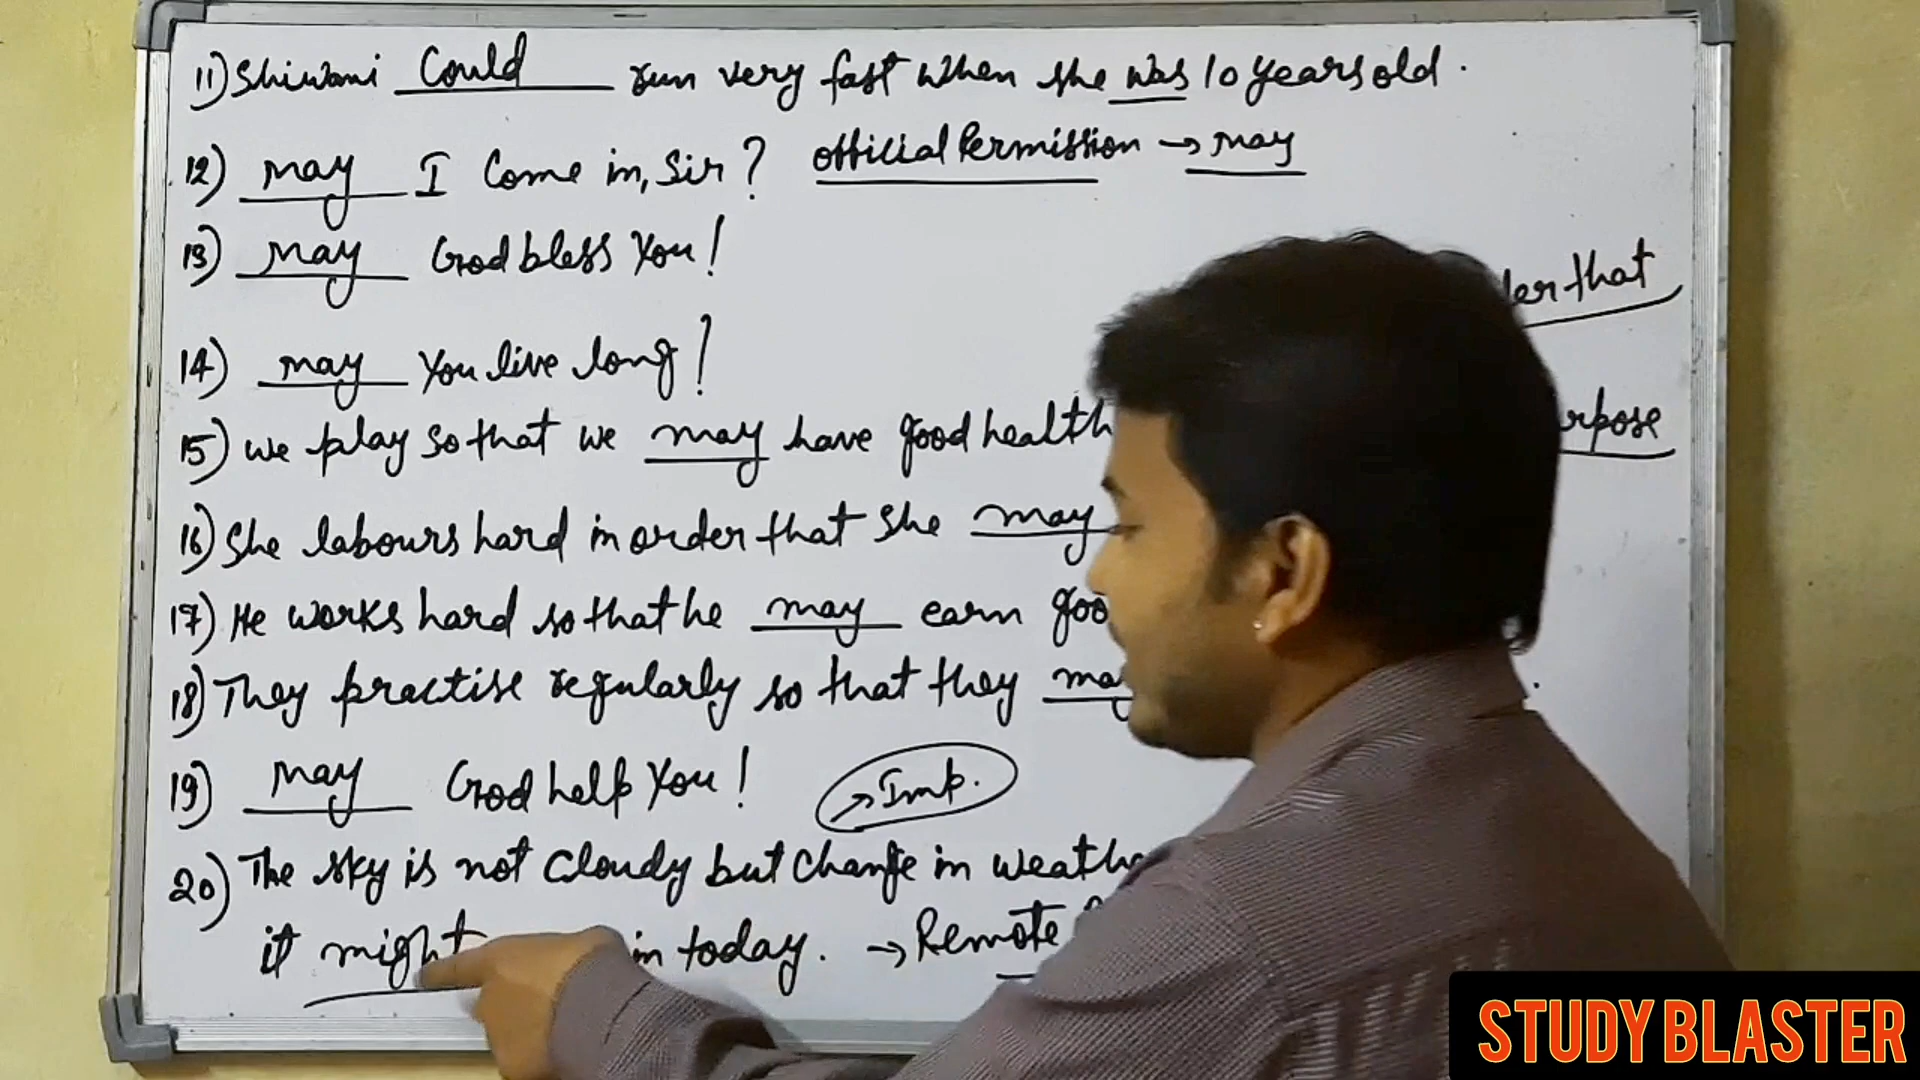 11) Shiwani Could run very fast when she was 10 years old.
12) may I Come in, Sir? official Permission → may
13) may God bless You!
der that
14) may You live long!
15) we play so that we may have good health
rpose
16) She labours hard in order that she may
17) He works hard so that he may earn goo
18) They practise regularly so that they may
19) may God help You! → Imp.
20) The sky is not Cloudy but Change in weathe
it might in today. → Remote
STUDY BLASTER